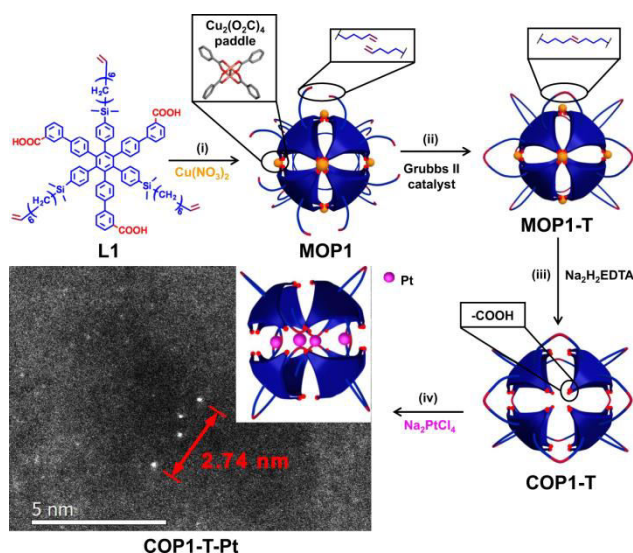 Cu2(O2C)4
paddle
6
H2C
Si
COOH
HOOC
(i)
Cu(NO3)2
(ii)
Grubbs II
catalyst
Si
H2C
6
Si
(CH2)
6
COOH
L1
MOP1
MOP1-T
(iii)
Na2H2EDTA
Pt
-COOH
(iv)
Na2PtCl4
2.74 nm
5 nm
COP1-T-Pt
COP1-T